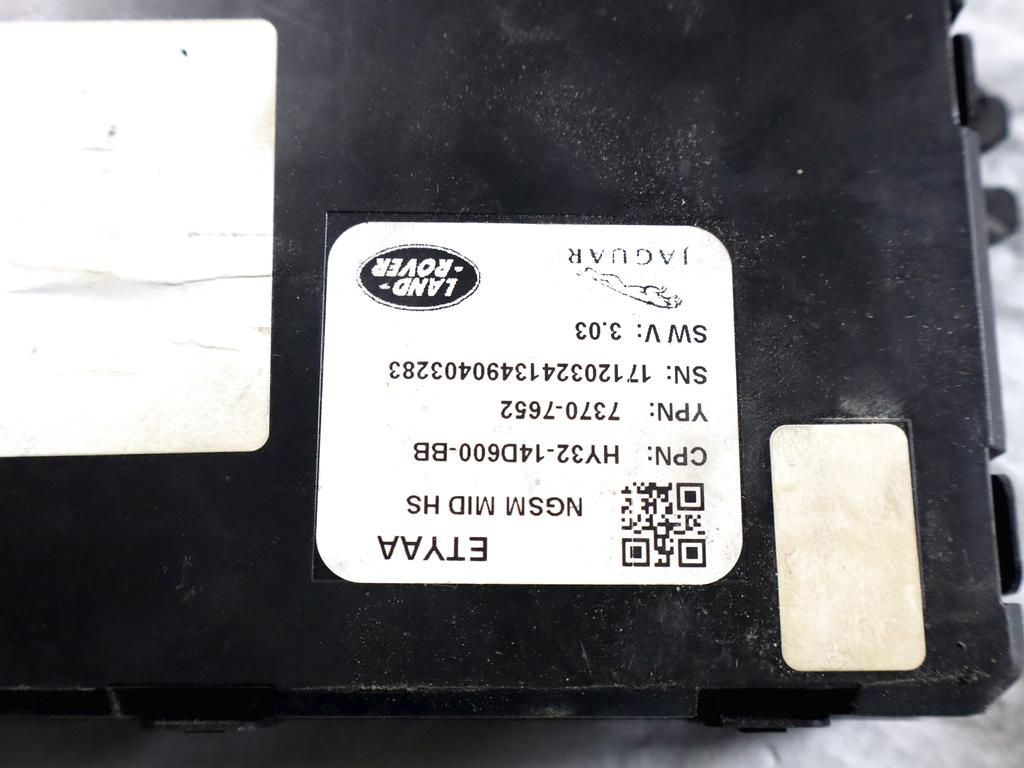 ETYAA
NGSM MID HS
CPN: HY32-14D600-BB
YPN: 7370-7652
SN: 1712032413490403283
SW V: 3.03
JAGUAR
LAND-
-ROVER